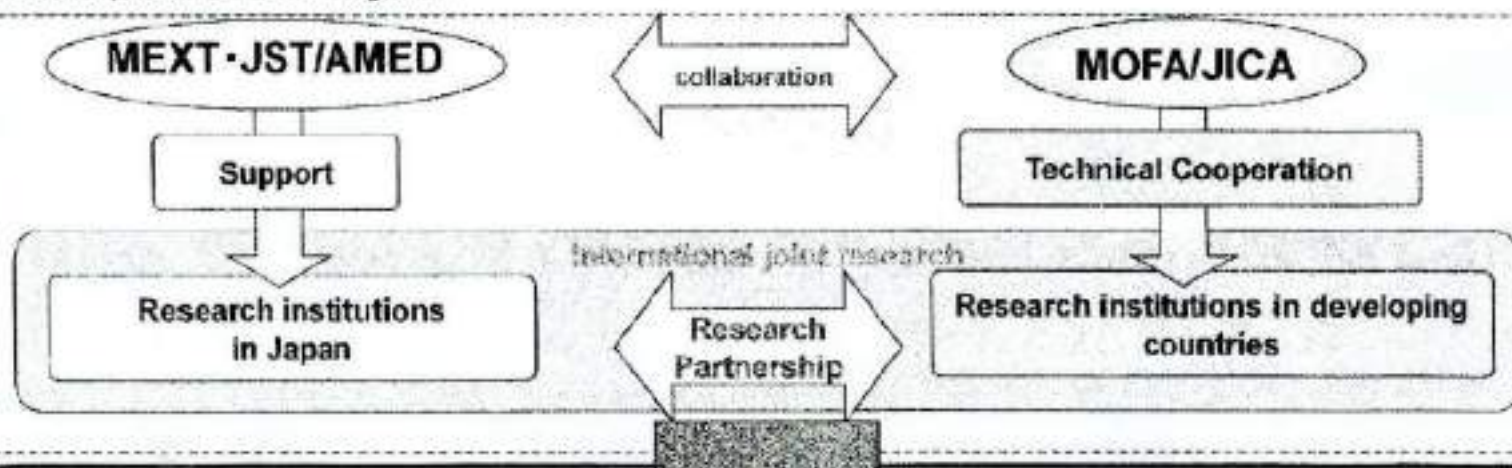 MEXT・JST/AMED
collaboration
MOFA/JICA
Support
Technical Cooperation
International joint research
Research institutions
in Japan
Research
Partnership
Research institutions in developing
countries